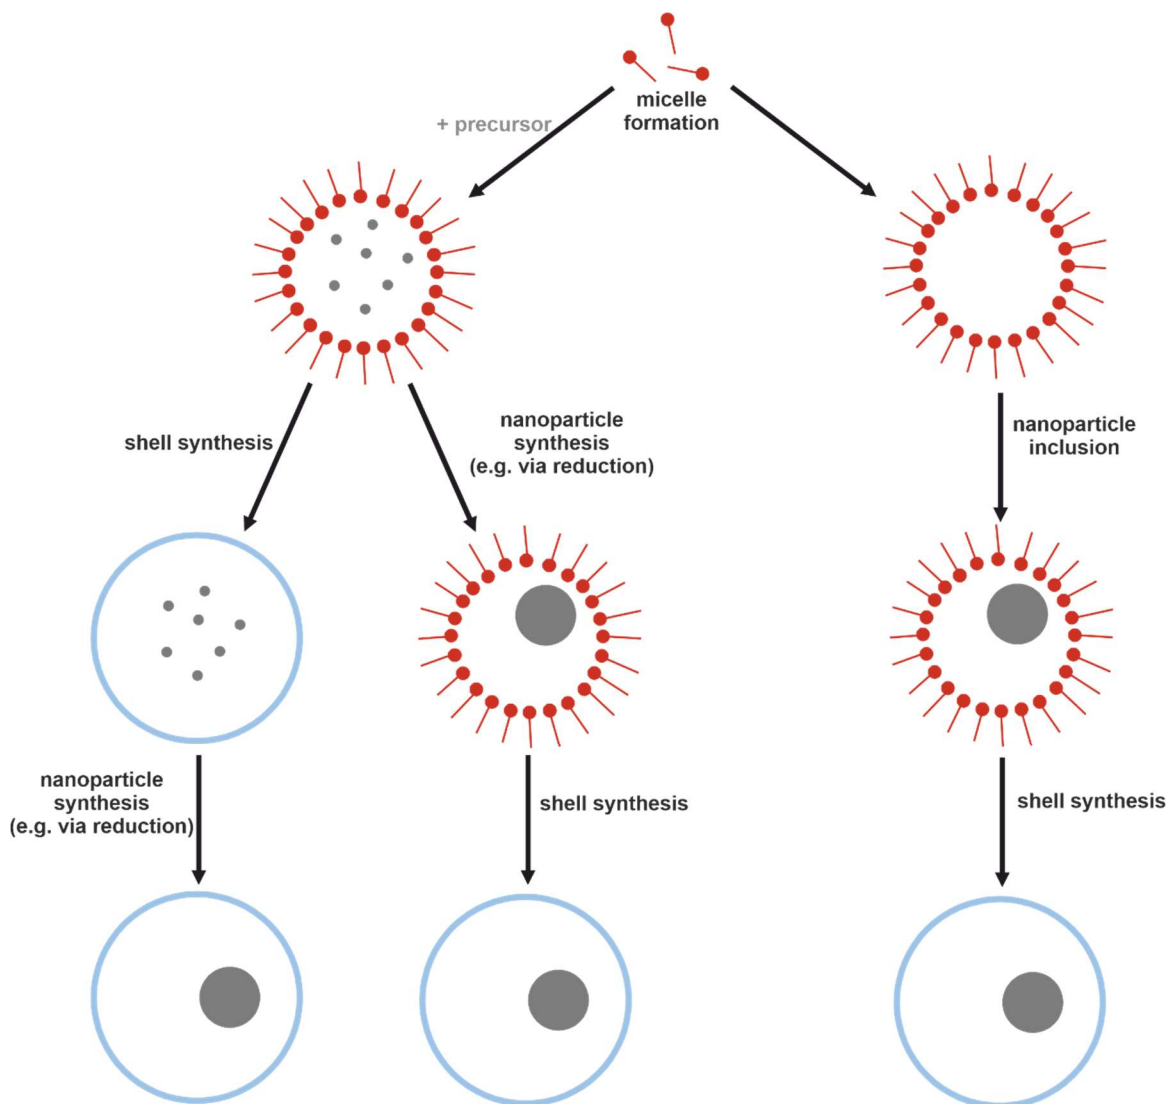 micelle
formation
+ precursor
shell synthesis
nanoparticle
synthesis
(e.g. via reduction)
nanoparticle
inclusion
nanoparticle
synthesis
(e.g. via reduction)
shell synthesis
shell synthesis